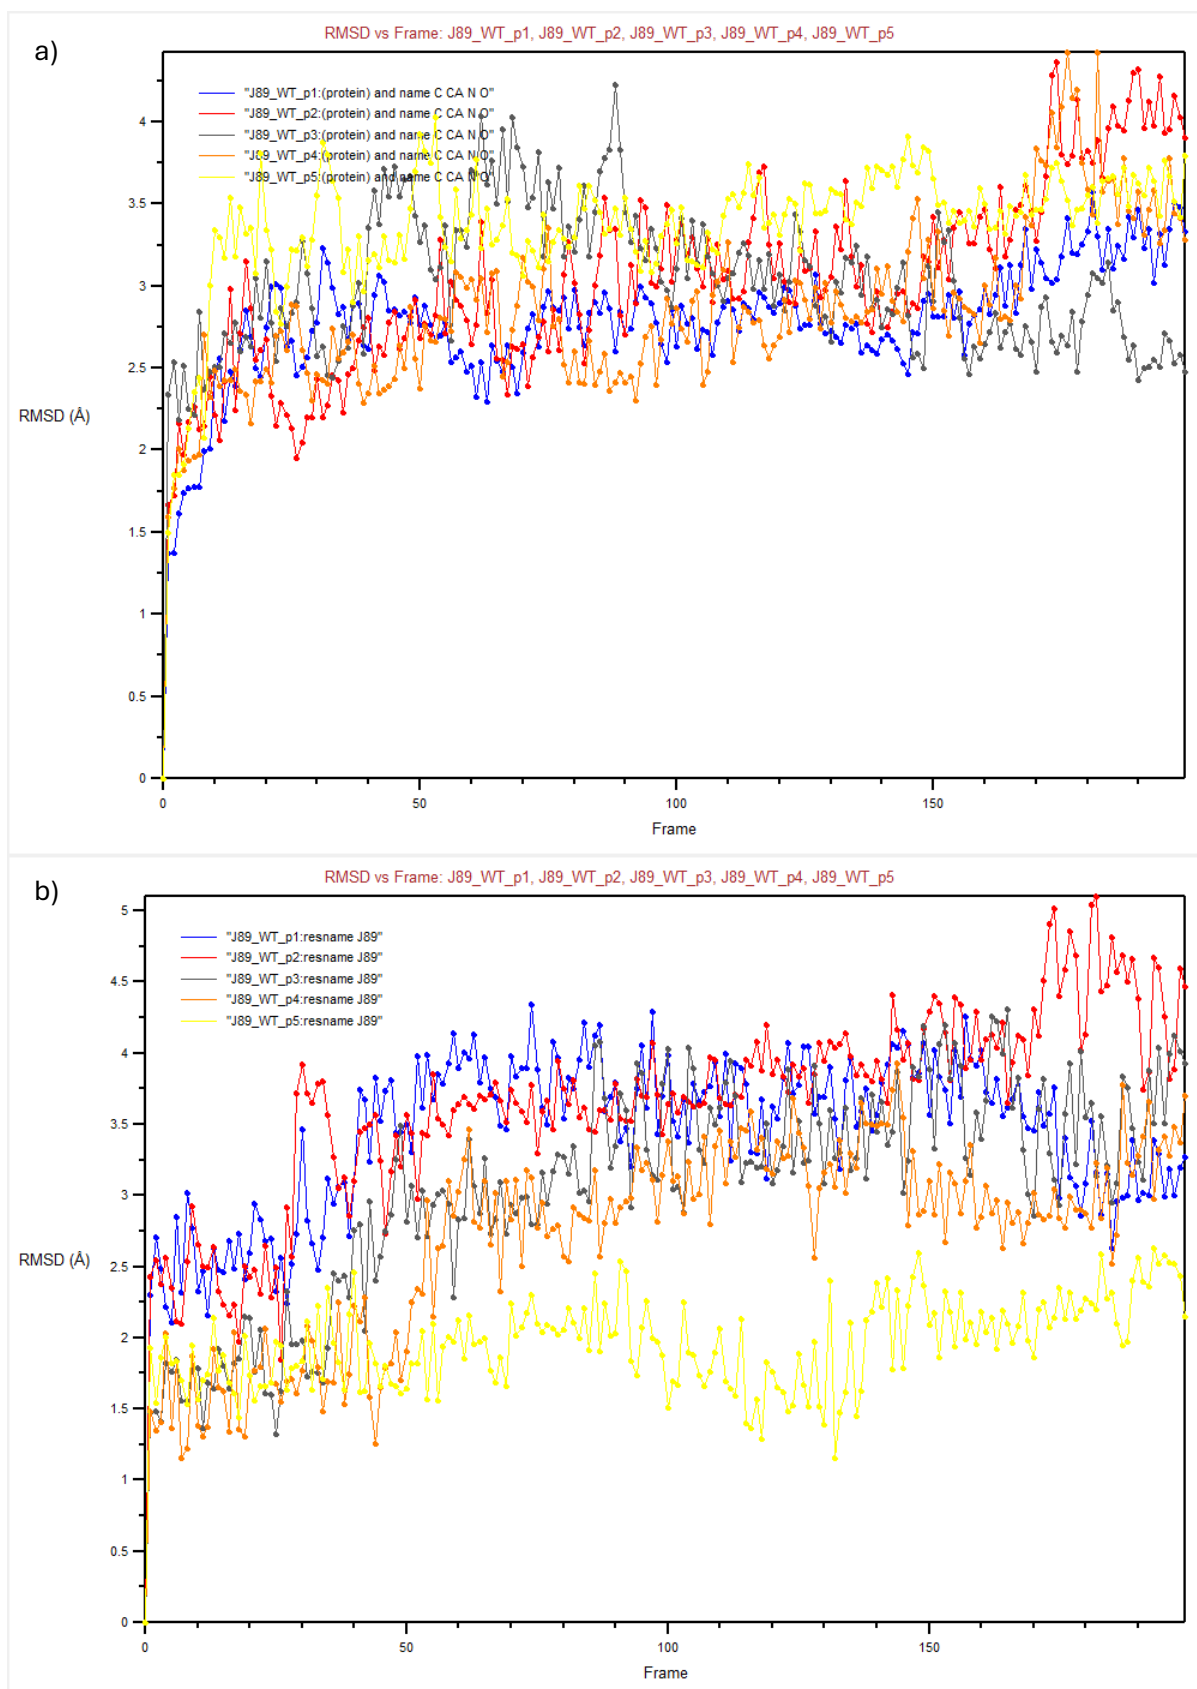 a)
RMSD vs Frame: J89_WT_p1, J89_WT_p2, J89_WT_p3, J89_WT_p4, J89_WT_p5
"J89_WT_p1:(protein) and name C CA N O"
"J89_WT_p2:(protein) and name C CA N O"
"J89_WT_p3:(protein) and name C CA N O"
"J89_WT_p4:(protein) and name C CA N O"
"J89_WT_p5:(protein) and name C CA N O"
4
3.5
3
2.5
RMSD (Å)
2
1.5
1
0.5
0
0 50 100 150
Frame
b)
RMSD vs Frame: J89_WT_p1, J89_WT_p2, J89_WT_p3, J89_WT_p4, J89_WT_p5
5
"J89_WT_p1:resname J89"
"J89_WT_p2:resname J89"
"J89_WT_p3:resname J89"
"J89_WT_p4:resname J89"
"J89_WT_p5:resname J89"
4.5
4
3.5
3
2.5
RMSD (Å)
2
1.5
1
0.5
0
0 50 100 150
Frame